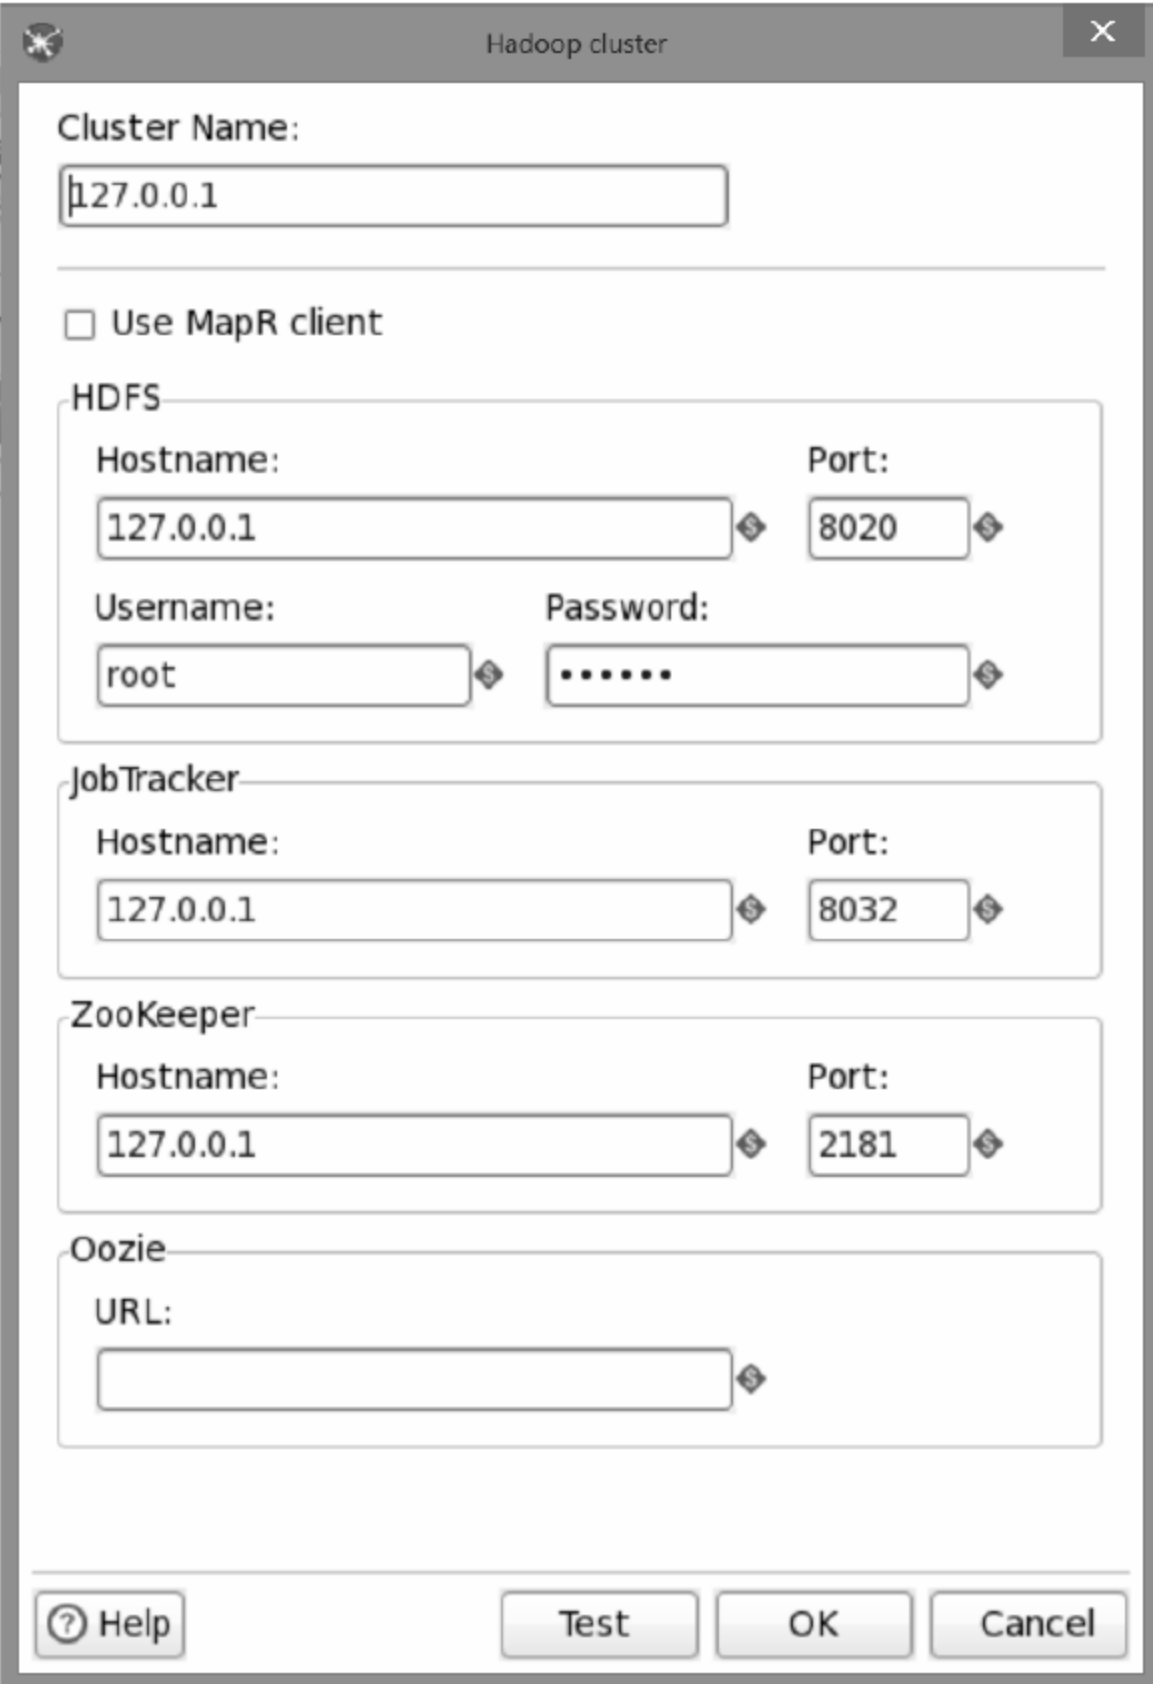 Hadoop cluster
Cluster Name:
127.0.0.1
Use MapR client
HDFS
Hostname: Port:
127.0.0.1 8020
Username: Password:
root ••••••
JobTracker
Hostname: Port:
127.0.0.1 8032
ZooKeeper
Hostname: Port:
127.0.0.1 2181
Oozie
URL:
Help Test OK Cancel